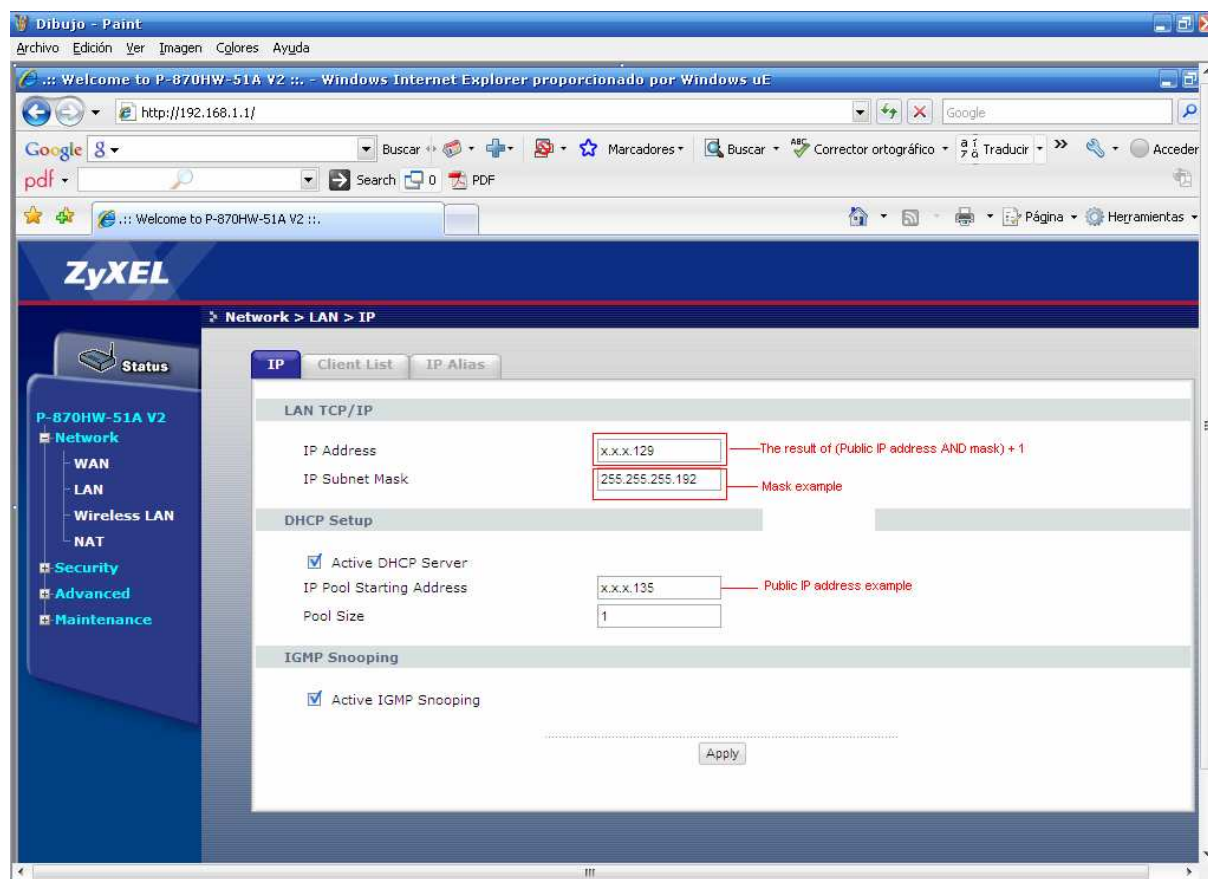 Dibujo - Paint
Archivo Edición Ver Imagen Colores Ayuda
.:: Welcome to P-870HW-51A V2 ::. - Windows Internet Explorer proporcionado por Windows uE
http://192.168.1.1/
Google
Google 8 Buscar Marcadores Buscar ABC Corrector ortográfico Traducir » Acceder
pdf Search 0 PDF
.:: Welcome to P-870HW-51A V2 ::. Página Herramientas
ZyXEL
Network > LAN > IP
Status
IP Client List IP Alias
P-870HW-51A V2
Network
WAN
LAN
Wireless LAN
NAT
Security
Advanced
Maintenance
LAN TCP/IP
IP Address x.x.x.129 The result of (Public IP address AND mask) + 1
IP Subnet Mask 255.255.255.192 Mask example
DHCP Setup
Active DHCP Server
IP Pool Starting Address x.x.x.135 Public IP address example
Pool Size 1
IGMP Snooping
Active IGMP Snooping
Apply